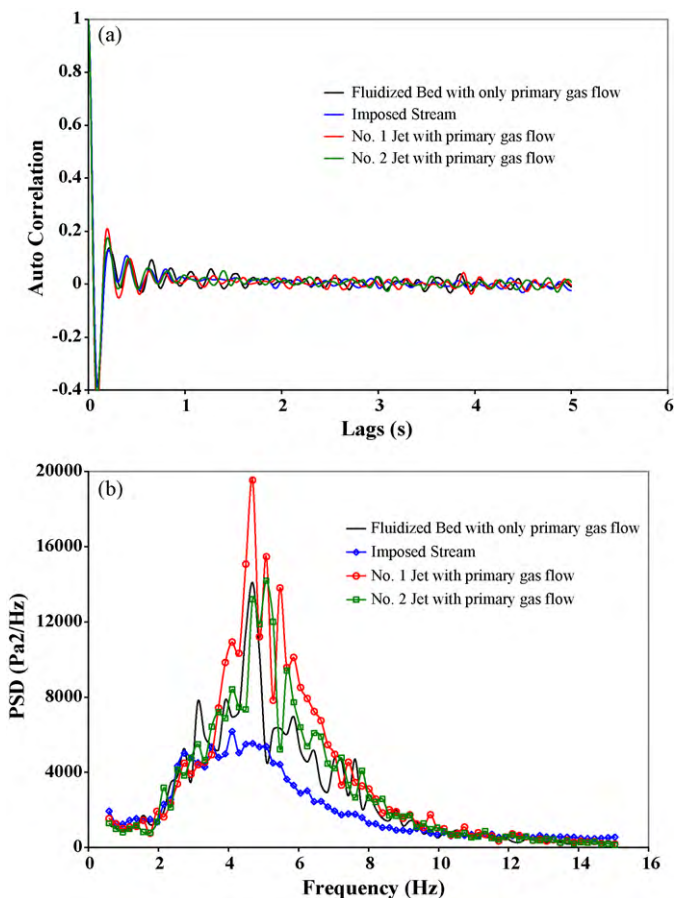 (a)
1
0.8
0.6
0.4
0.2
0
-0.2
-0.4
Auto Correlation
Fluidized Bed with only primary gas flow
Imposed Stream
No. 1 Jet with primary gas flow
No. 2 Jet with primary gas flow
0 1 2 3 4 5 6
Lags (s)
(b)
20000
16000
12000
8000
4000
0
PSD (Pa2/Hz)
Fluidized Bed with only primary gas flow
Imposed Stream
No. 1 Jet with primary gas flow
No. 2 Jet with primary gas flow
0 2 4 6 8 10 12 14 16
Frequency (Hz)